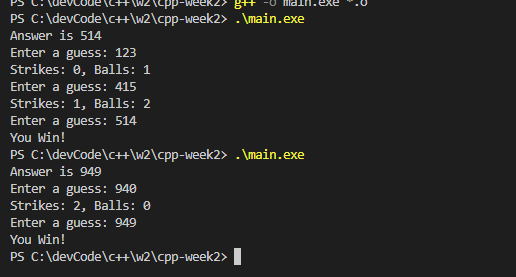 PS C:\devCode\c++\w2\cpp-week2> g++ -o main.exe *.o
PS C:\devCode\c++\w2\cpp-week2> .\main.exe
Answer is 514
Enter a guess: 123
Strikes: 0, Balls: 1
Enter a guess: 415
Strikes: 1, Balls: 2
Enter a guess: 514
You Win!
PS C:\devCode\c++\w2\cpp-week2> .\main.exe
Answer is 949
Enter a guess: 940
Strikes: 2, Balls: 0
Enter a guess: 949
You Win!
PS C:\devCode\c++\w2\cpp-week2>